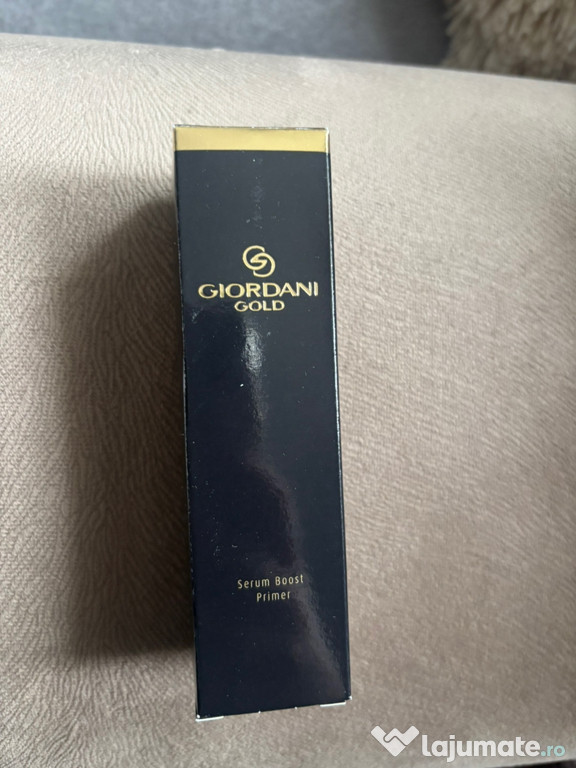 GIORDANI
GOLD
Serum Boost
Primer
lajumate.ro